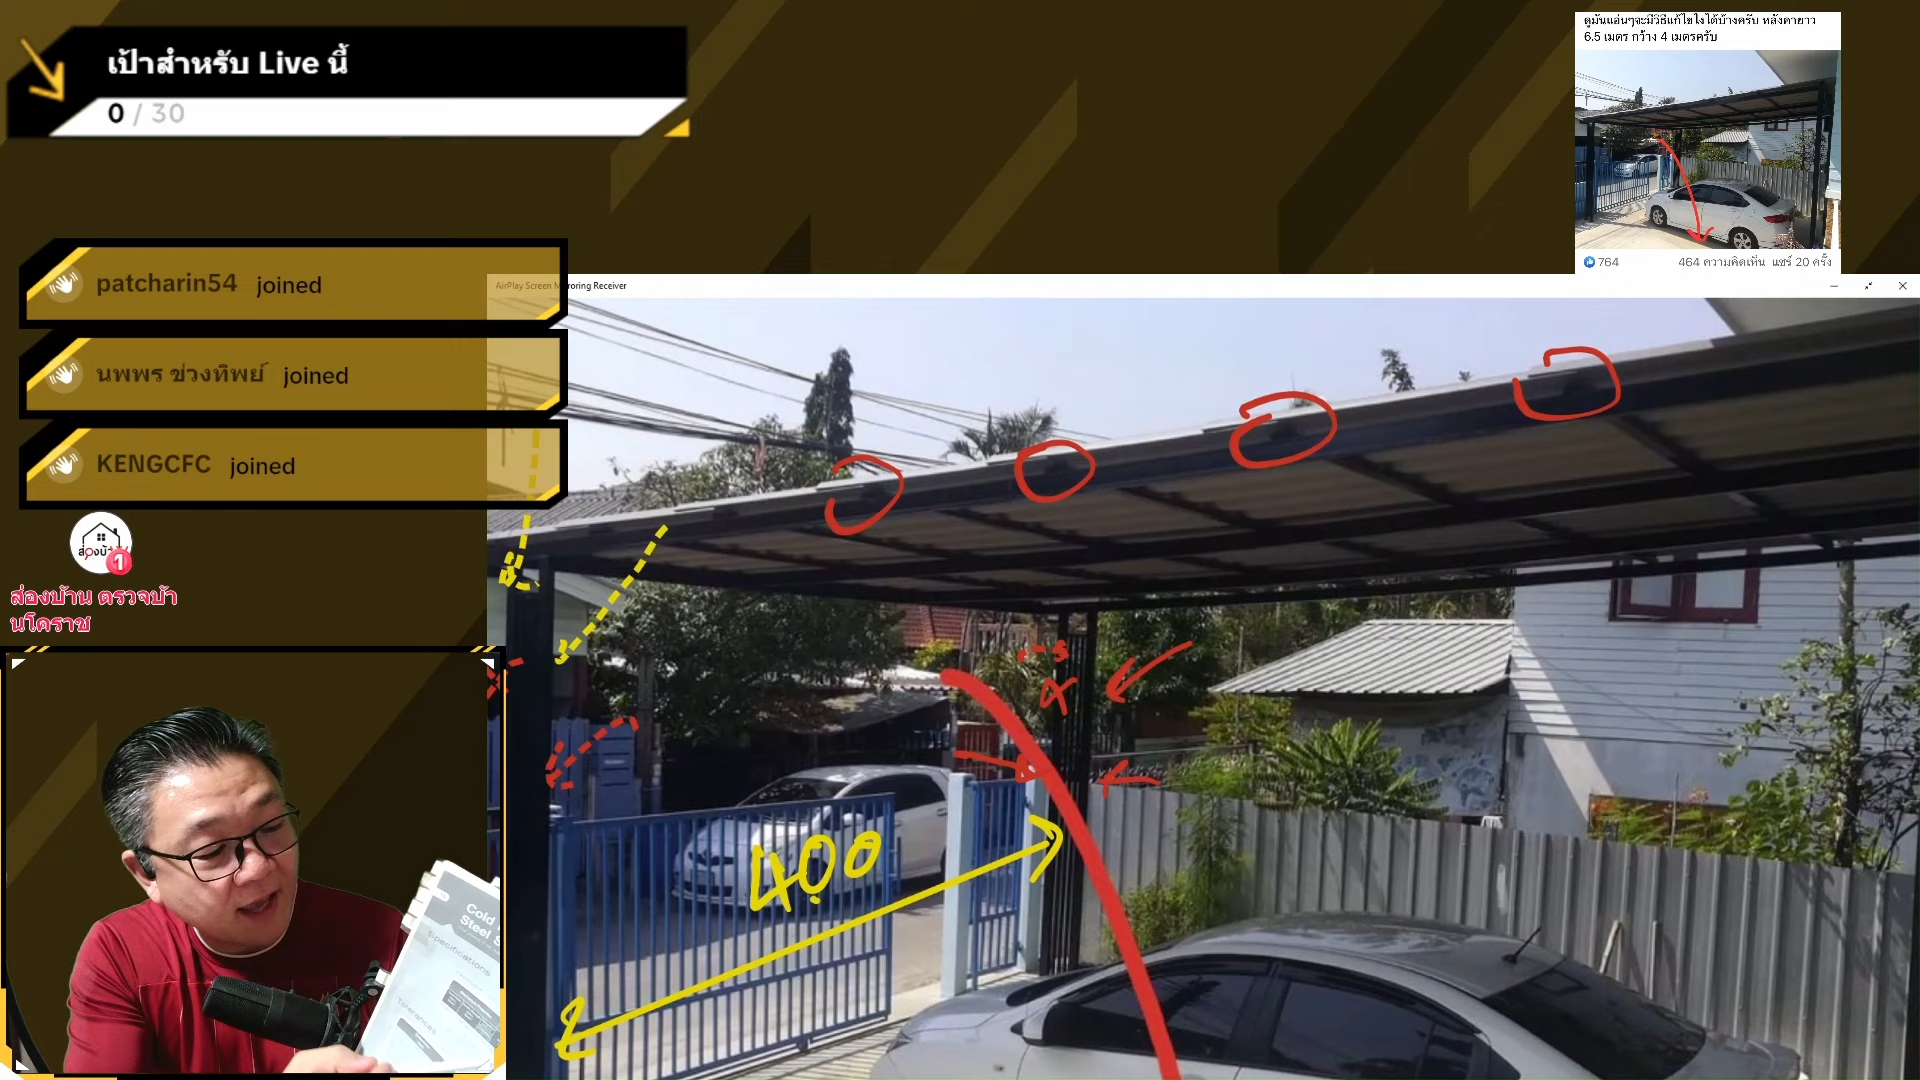 เป้าสำหรับ Live นี้
0 / 30
ดูมันแอ่นๆจะมีวิธีแก้ไขไงได้บ้างครับ หลังคายาว
6.5 เมตร กว้าง 4 เมตรครับ
764
464 ความคิดเห็น แชร์ 20 ครั้ง
patcharin54 joined
นพพร ช่วงทิพย์ joined
KENGCFC joined
AirPlay Screen Mirroring Receiver
1
ส่องบ้าน ตรวจบ้า
นโคราช
400
Cold
Steel S
Specifications
Tolerances